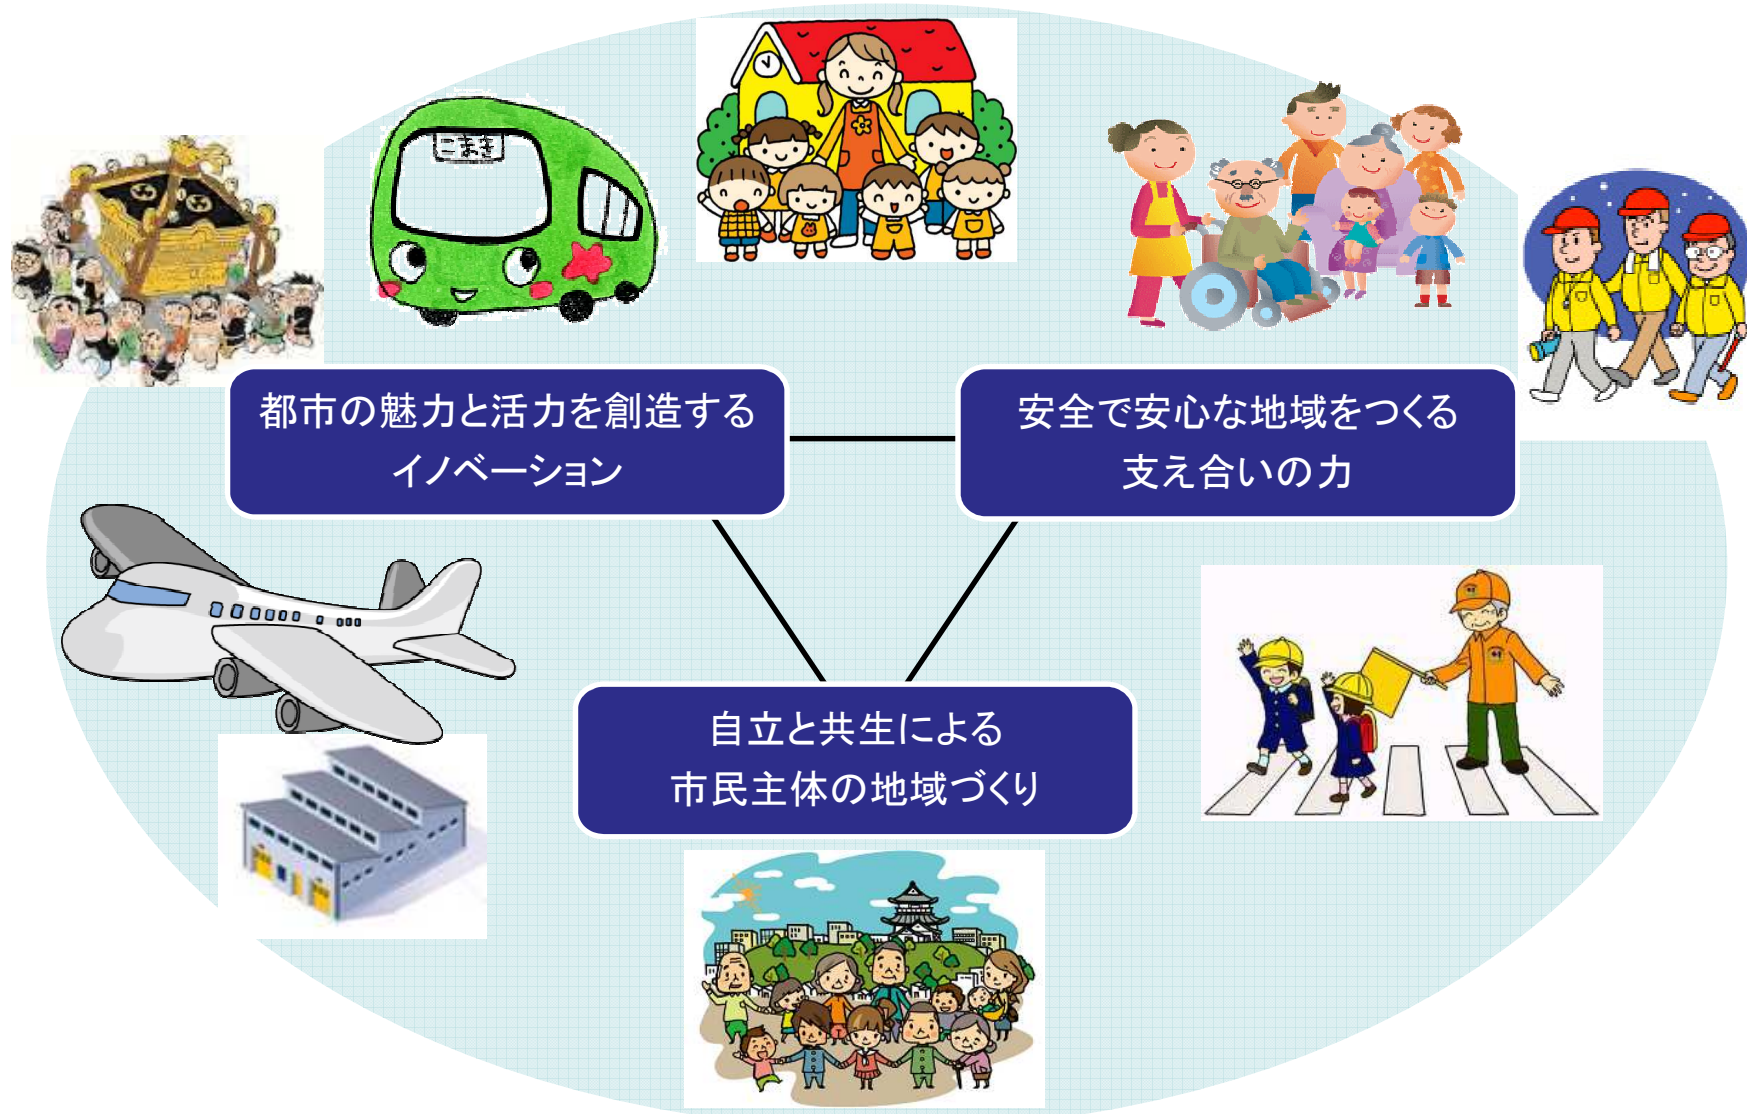 こまき
都市の魅力と活力を創造する
イノベーション
安全で安心な地域をつくる
支え合いの力
自立と共生による
市民主体の地域づくり